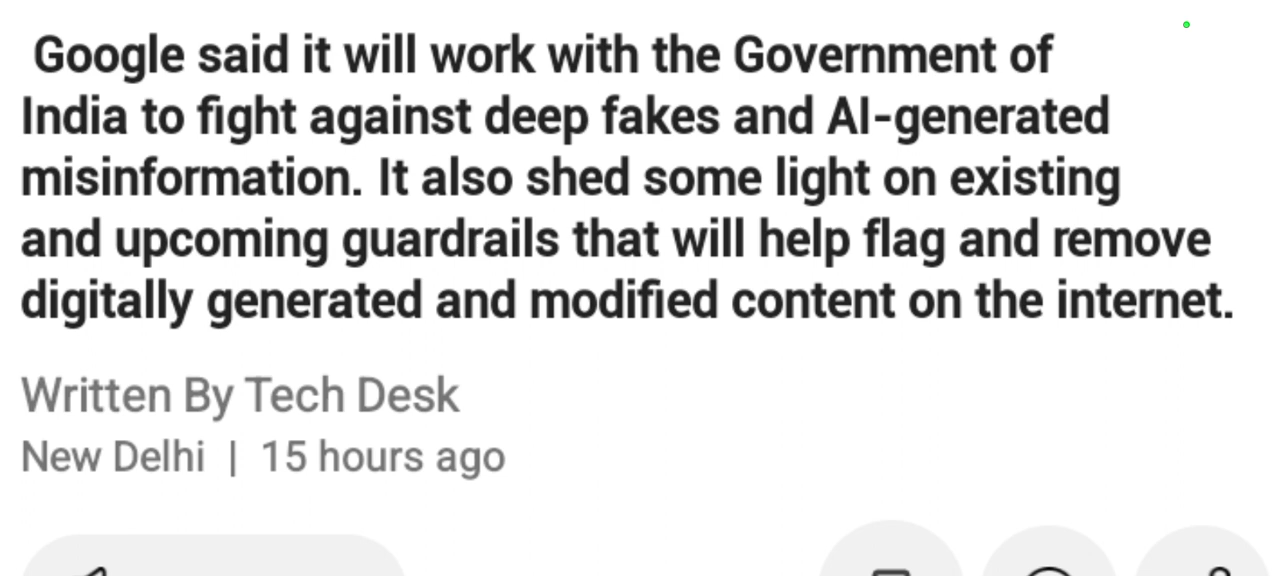 Google said it will work with the Government of
India to fight against deep fakes and AI-generated
misinformation. It also shed some light on existing
and upcoming guardrails that will help flag and remove
digitally generated and modified content on the internet.
Written By Tech Desk
New Delhi | 15 hours ago